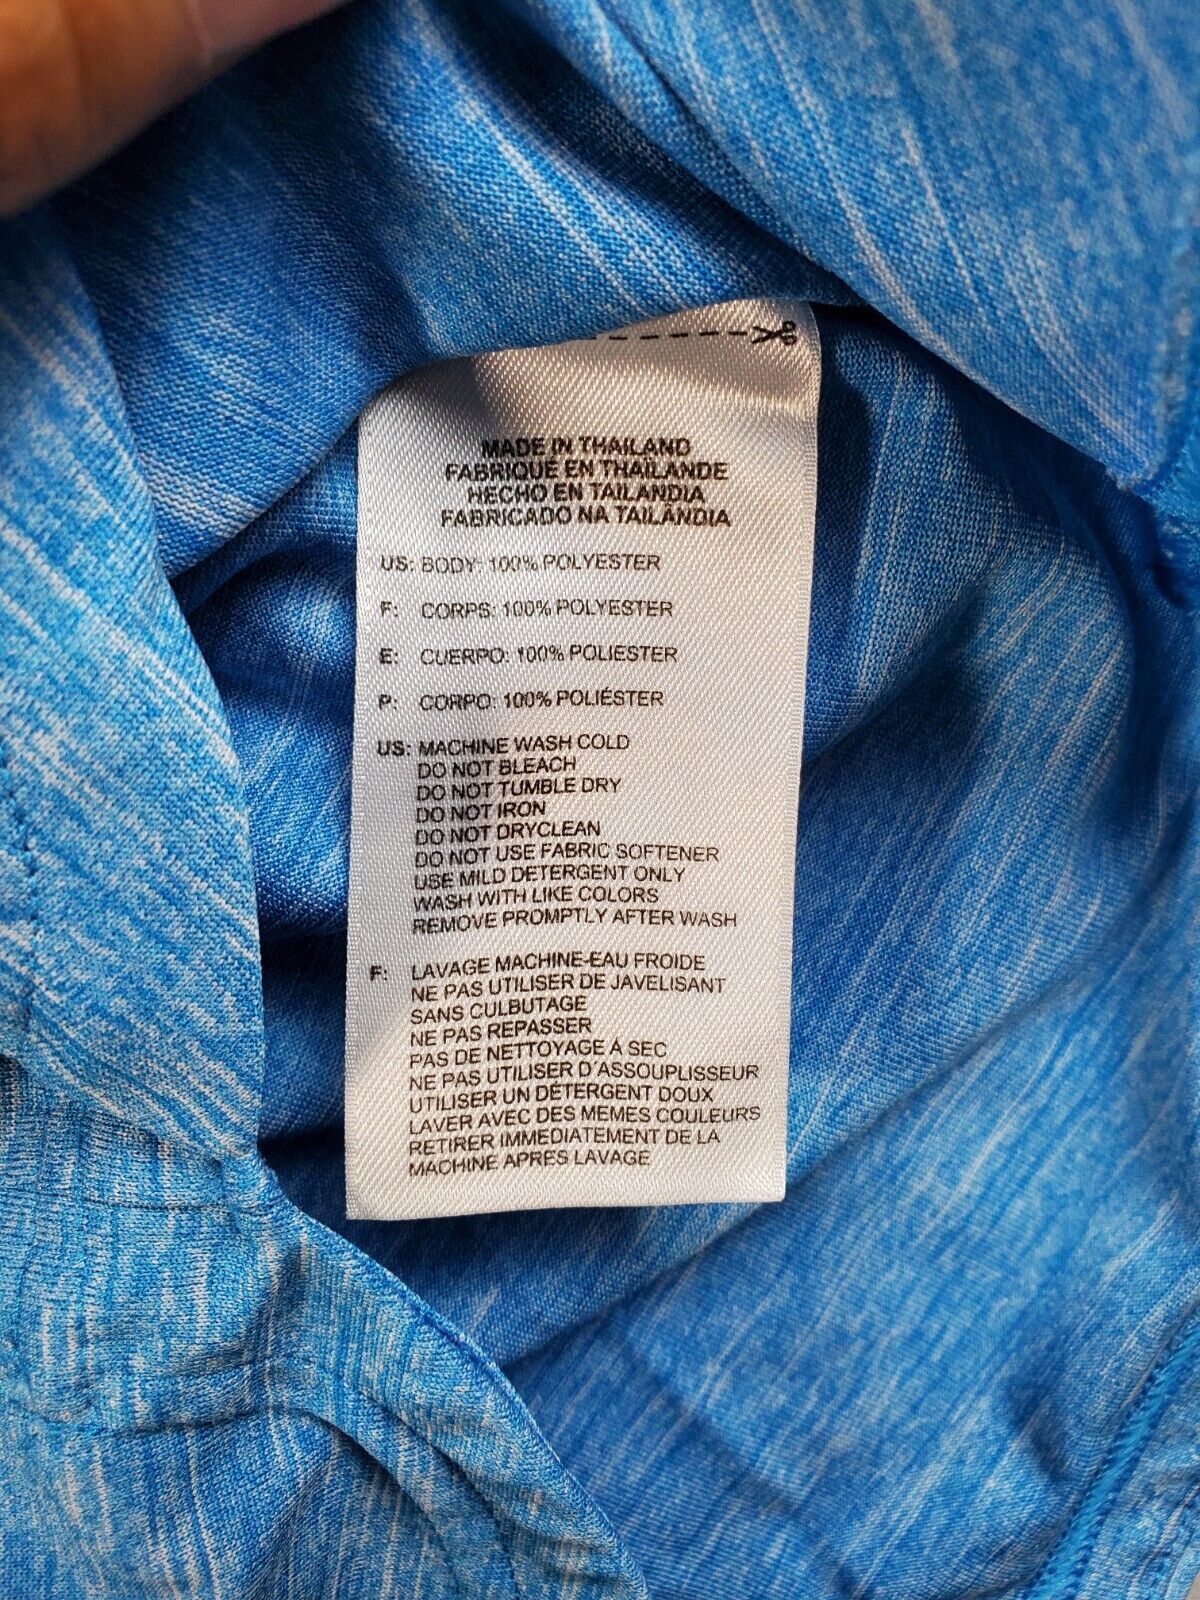 MADE IN THAILAND
FABRIQUÉ EN THAÏLANDE
HECHO EN TAILANDIA
FABRICADO NA TAILÂNDIA
US: BODY: 100% POLYESTER
F: CORPS: 100% POLYESTER
E: CUERPO: 100% POLIESTER
P: CORPO: 100% POLIÉSTER
US: MACHINE WASH COLD
DO NOT BLEACH
DO NOT TUMBLE DRY
DO NOT IRON
DO NOT DRYCLEAN
DO NOT USE FABRIC SOFTENER
USE MILD DETERGENT ONLY
WASH WITH LIKE COLORS
REMOVE PROMPTLY AFTER WASH
F: LAVAGE MACHINE-EAU FROIDE
NE PAS UTILISER DE JAVELISANT
SANS CULBUTAGE
NE PAS REPASSER
PAS DE NETTOYAGE À SEC
NE PAS UTILISER D'ASSOUPLISSEUR
UTILISER UN DÉTERGENT DOUX
LAVER AVEC DES MÊMES COULEURS
RETIRER IMMÉDIATEMENT DE LA
MACHINE APRÈS LAVAGE